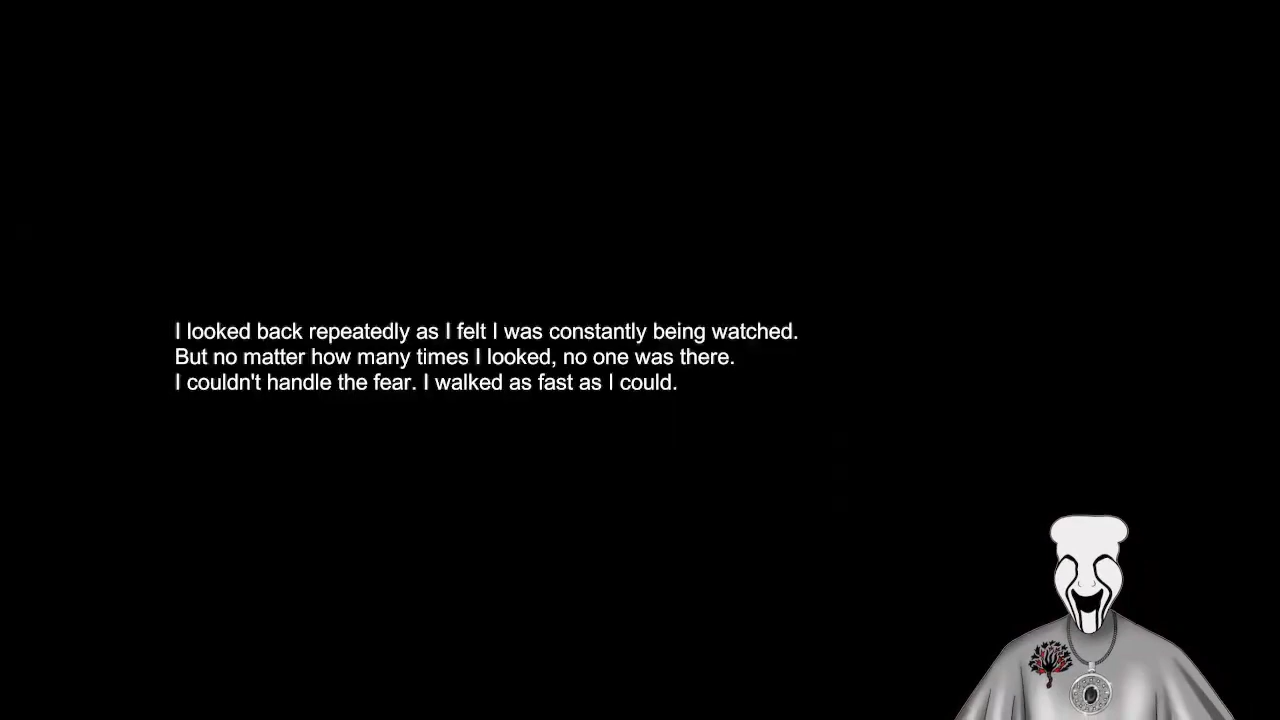 I looked back repeatedly as I felt I was constantly being watched.
But no matter how many times I looked, no one was there.
I couldn't handle the fear. I walked as fast as I could.